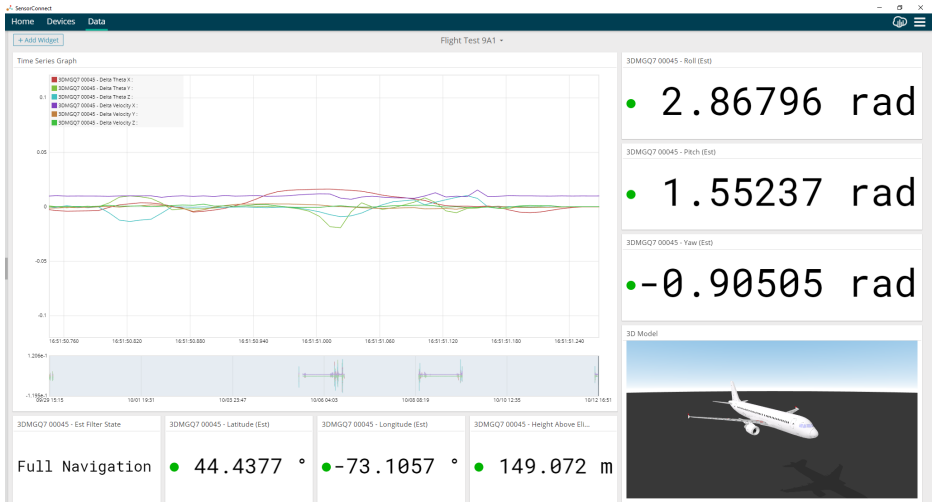 SensorConnect
Home Devices Data
+ Add Widget
Flight Test 9A1
Time Series Graph
3DMGQ7 00045 - Delta Theta X :
3DMGQ7 00045 - Delta Theta Y :
3DMGQ7 00045 - Delta Theta Z :
3DMGQ7 00045 - Delta Velocity X :
3DMGQ7 00045 - Delta Velocity Y :
3DMGQ7 00045 - Delta Velocity Z :
0.1
0.05
0
-0.05
-0.1
16:51:50.760 16:51:50.820 16:51:50.880 16:51:50.940 16:51:51.000 16:51:51.060 16:51:51.120 16:51:51.180 16:51:51.240
1.206e-1
-1.195e-1
09/29 15:15 10/01 19:31 10/03 23:47 10/06 04:03 10/08 08:19 10/10 12:35 10/12 16:51
3DMGQ7 00045 - Est Filter State
Full Navigation
3DMGQ7 00045 - Latitude (Est)
44.4377 °
3DMGQ7 00045 - Longitude (Est)
-73.1057 °
3DMGQ7 00045 - Height Above Eli...
149.072 m
3DMGQ7 00045 - Roll (Est)
2.86796 rad
3DMGQ7 00045 - Pitch (Est)
1.55237 rad
3DMGQ7 00045 - Yaw (Est)
-0.90505 rad
3D Model